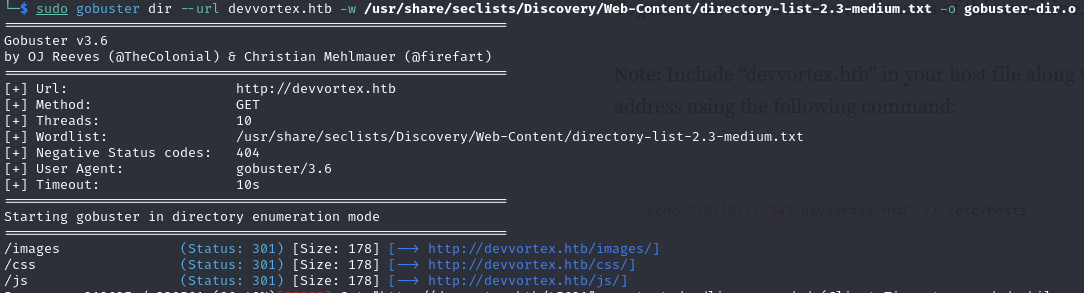 └─$ sudo gobuster dir --url devvortex.htb -w /usr/share/seclists/Discovery/Web-Content/directory-list-2.3-medium.txt -o gobuster-dir.o
===============================================================
Gobuster v3.6
by OJ Reeves (@TheColonial) & Christian Mehlmauer (@firefart)
===============================================================
[+] Url:                     http://devvortex.htb
[+] Method:                  GET
[+] Threads:                 10
[+] Wordlist:                /usr/share/seclists/Discovery/Web-Content/directory-list-2.3-medium.txt
[+] Negative Status codes:   404
[+] User Agent:              gobuster/3.6
[+] Timeout:                 10s
===============================================================
Starting gobuster in directory enumeration mode
===============================================================
/images               (Status: 301) [Size: 178] [--> http://devvortex.htb/images/]
/css                  (Status: 301) [Size: 178] [--> http://devvortex.htb/css/]
/js                   (Status: 301) [Size: 178] [--> http://devvortex.htb/js/]
Note: Include “devvortex.htb” in your host file along
address using the following command:
echo "10.10.11.242 devvortex.htb" >> /etc/hosts